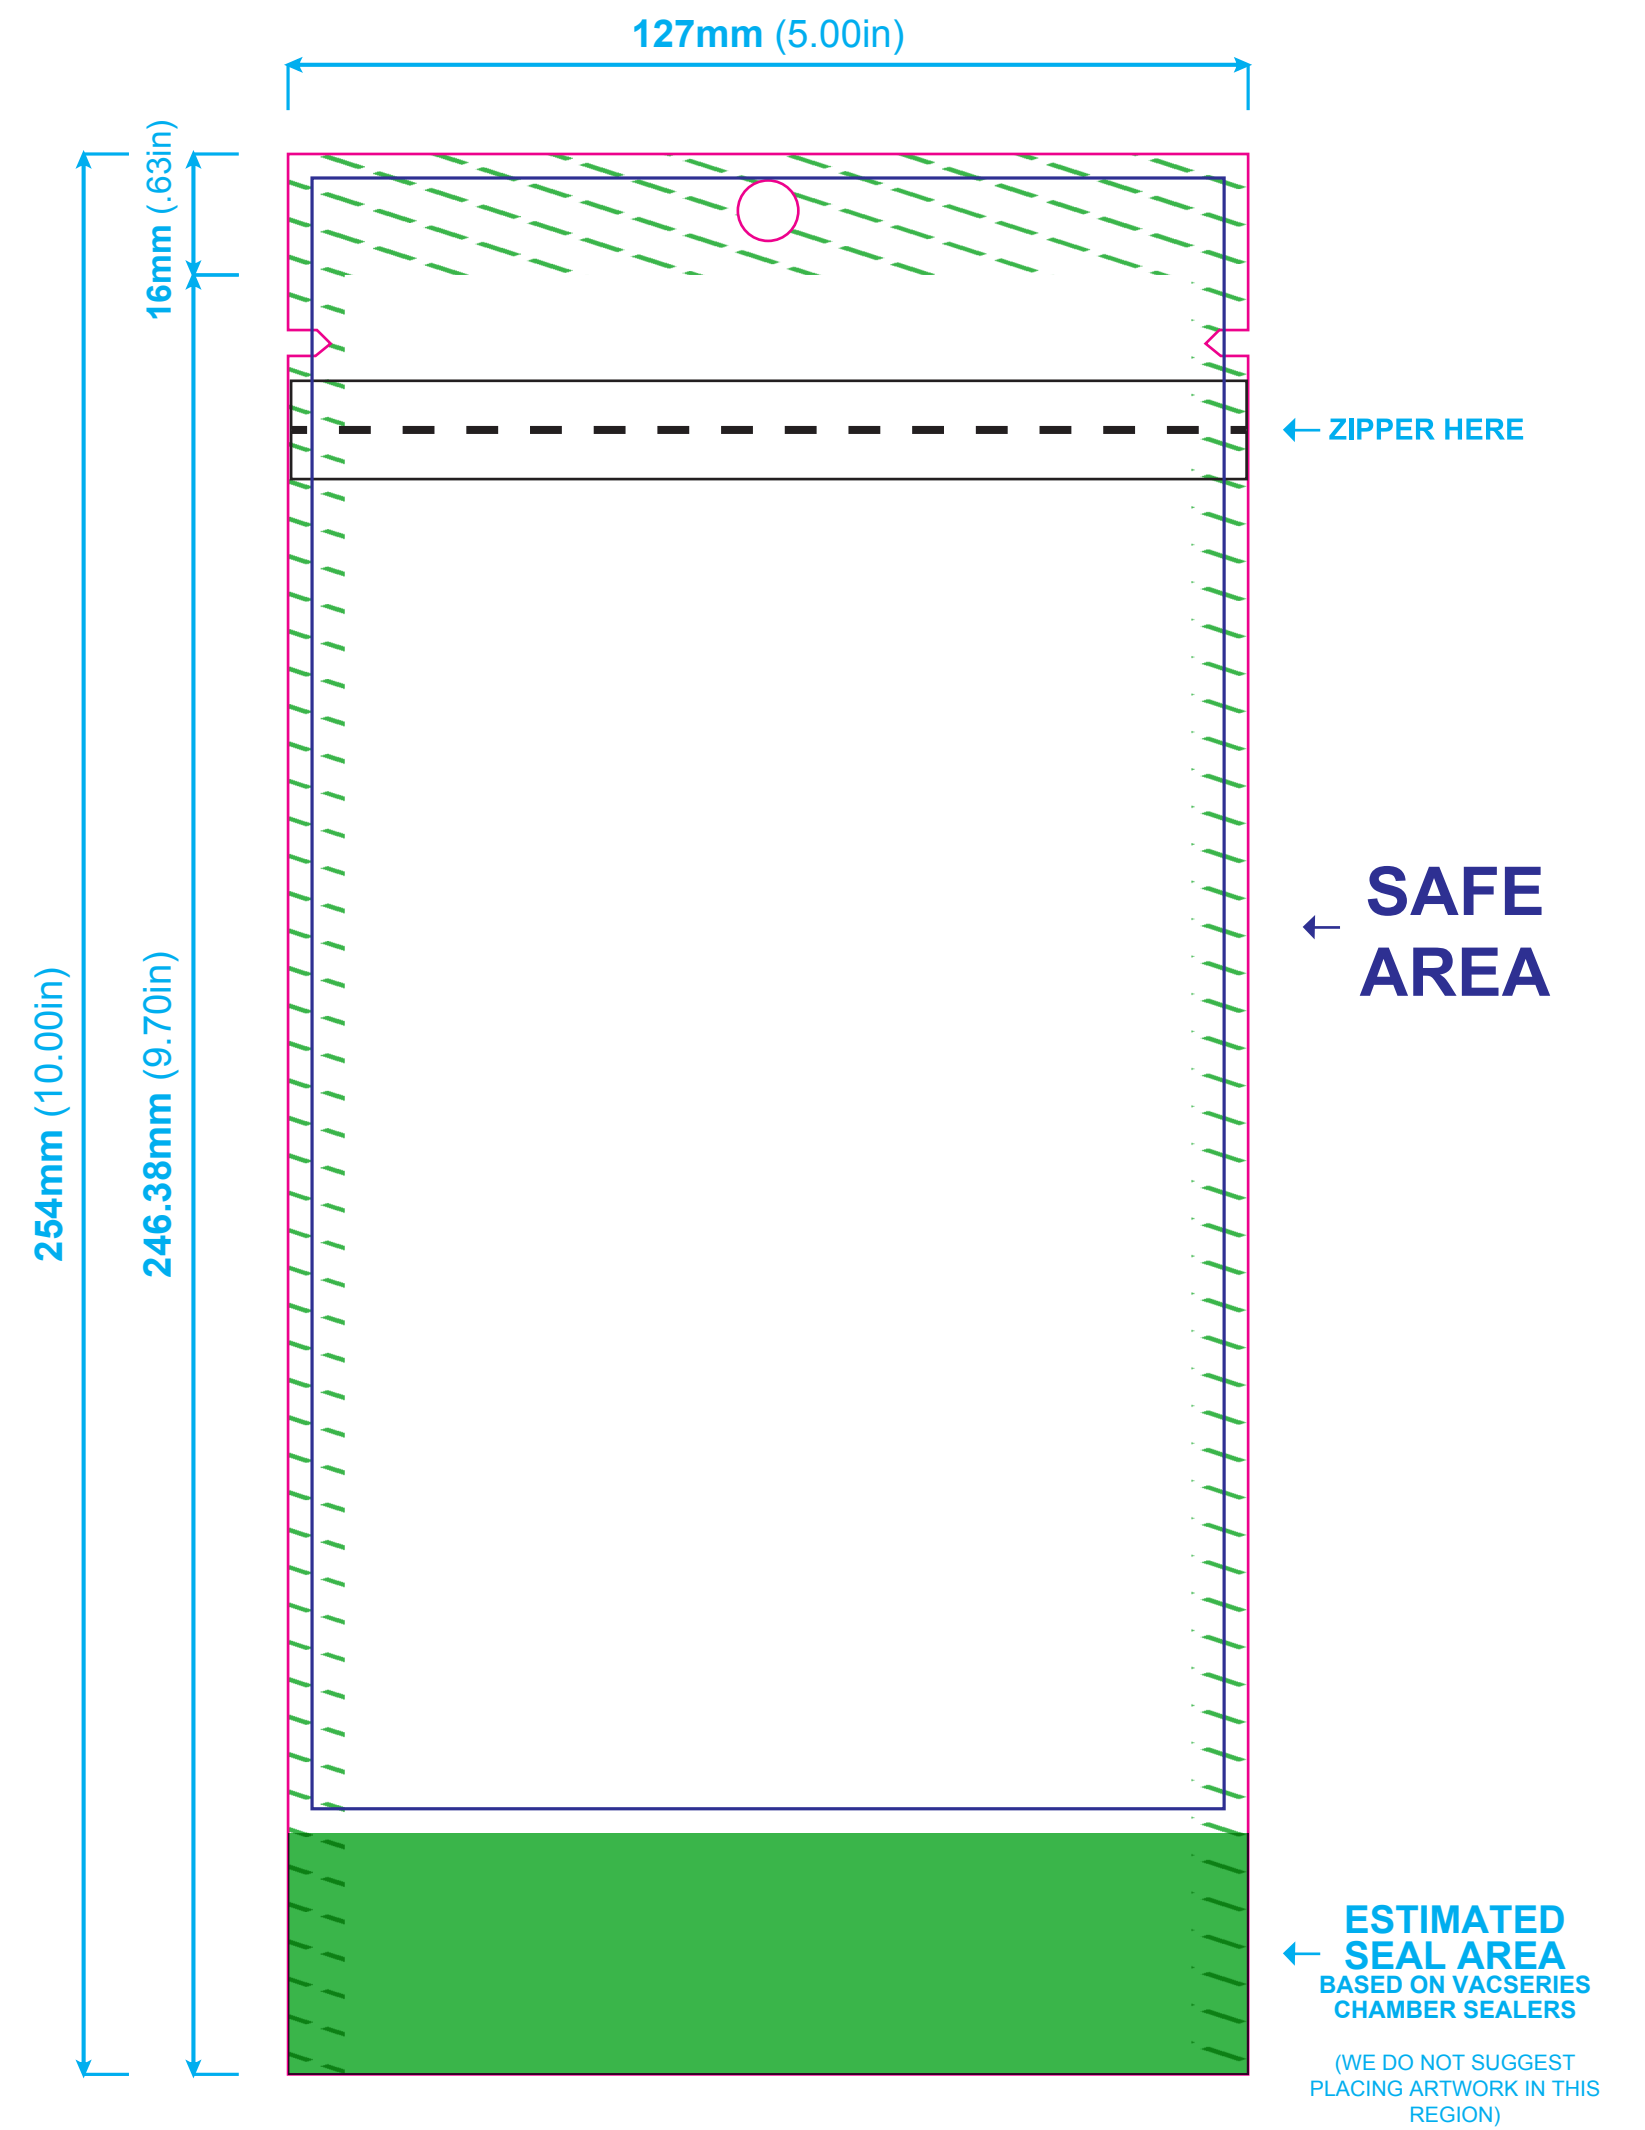 127mm (5.00in)
16mm (.63in)
254mm (10.00in)
246.38mm (9.70in)
ZIPPER HERE
SAFE
AREA
ESTIMATED
SEAL AREA
BASED ON VACSERIES
CHAMBER SEALERS
(WE DO NOT SUGGEST
PLACING ARTWORK IN THIS
REGION)